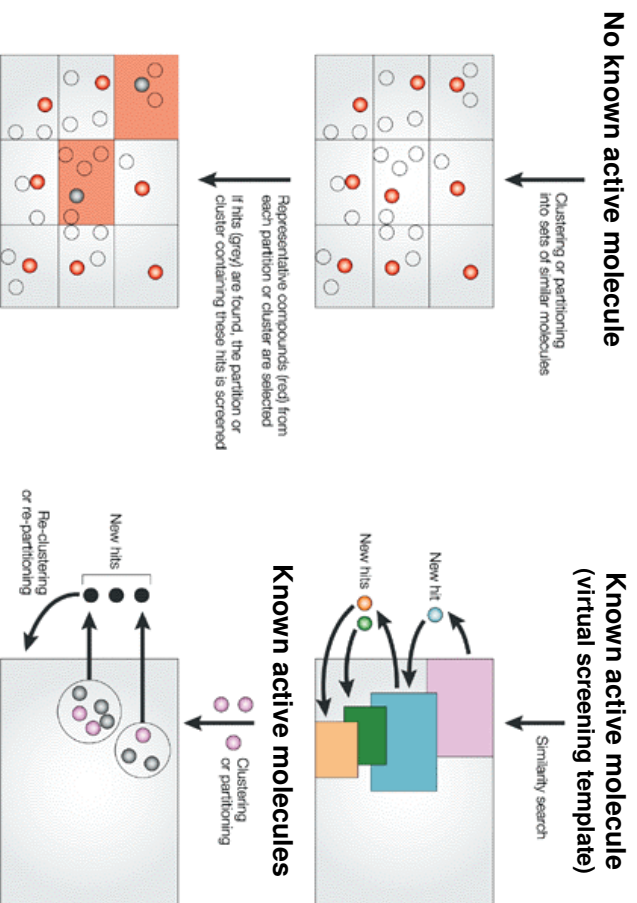 No known active molecule
Clustering or partitioning
into sets of similar molecules
Representative compounds (red) from
each partition or cluster are selected
If hits (grey) are found, the partition or
cluster containing these hits is screened
Known active molecule
(virtual screening template)
Similarity search
New hit
New hits
Known active molecules
Clustering
or partitioning
New hits
Re-clustering
or re-partitioning